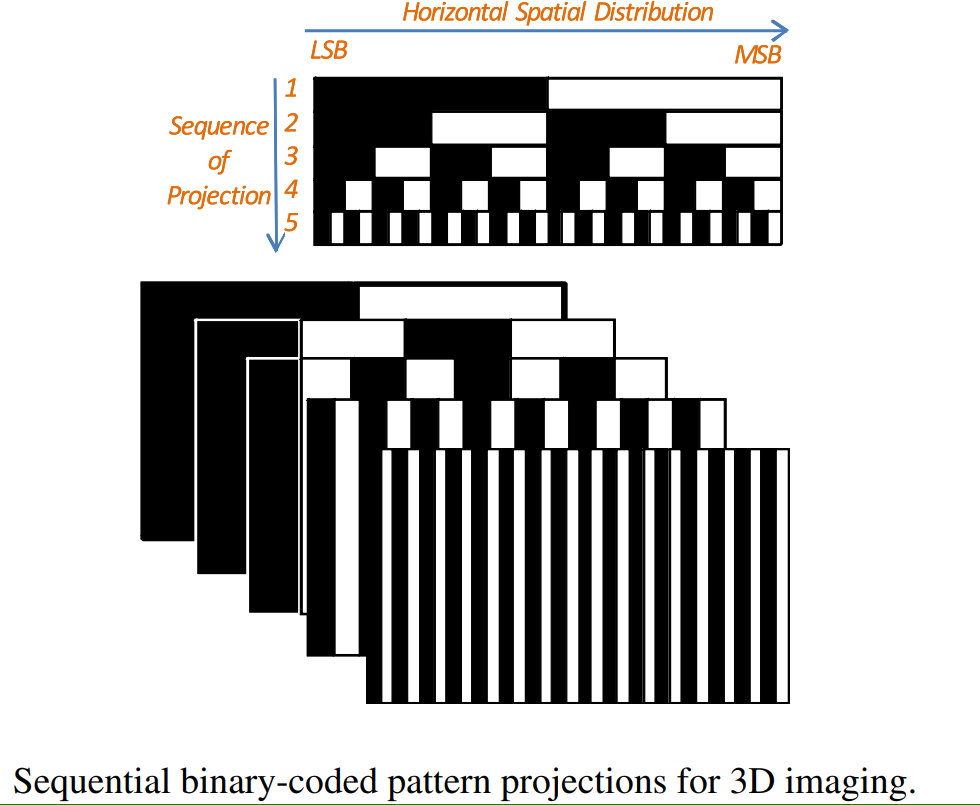 Horizontal Spatial Distribution
LSB
MSB
1
2
3
4
5
Sequence
of
Projection
Sequential binary-coded pattern projections for 3D imaging.